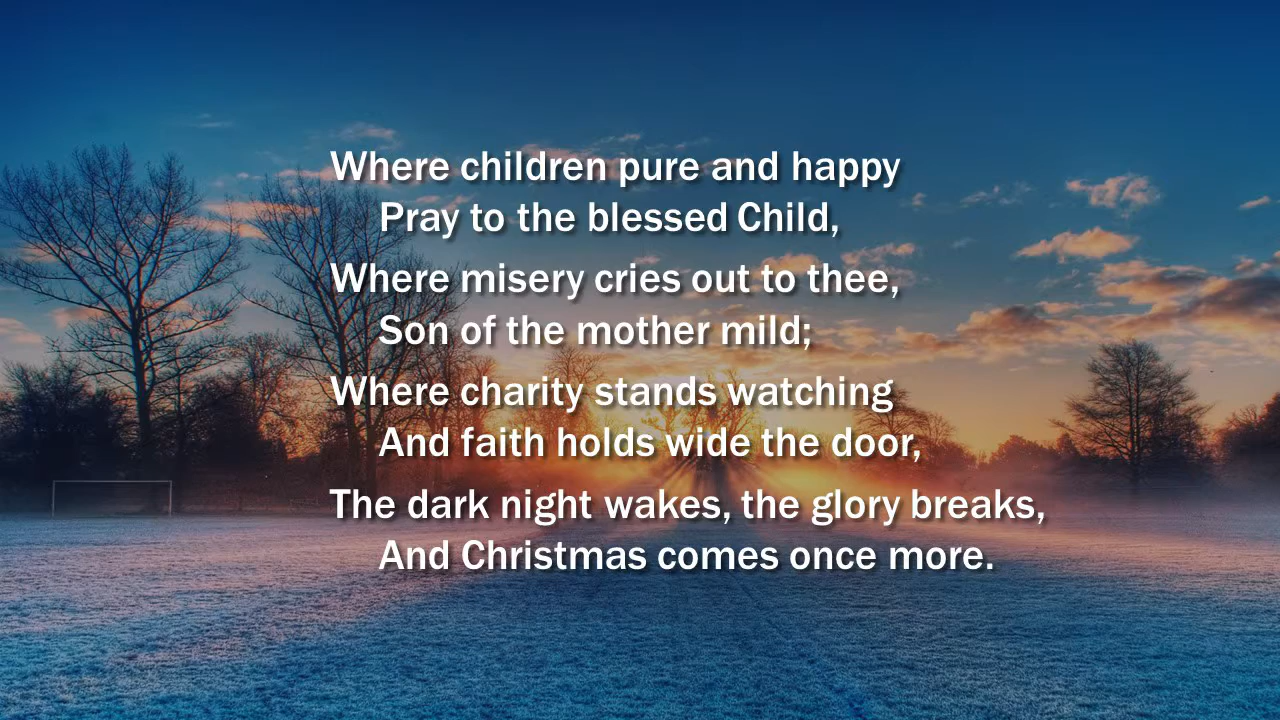 Where children pure and happy
Pray to the blessed Child,
Where misery cries out to thee,
Son of the mother mild;
Where charity stands watching
And faith holds wide the door,
The dark night wakes, the glory breaks,
And Christmas comes once more.